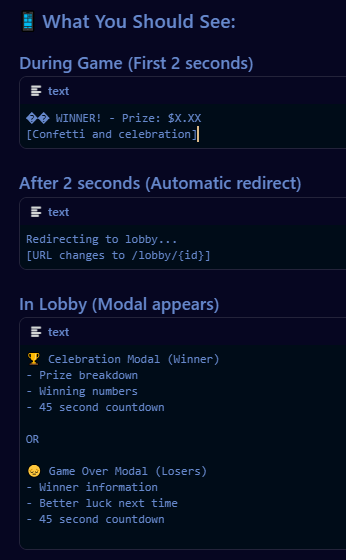 📱 What You Should See:
During Game (First 2 seconds)
text
�� WINNER! - Prize: $X.XX
[Confetti and celebration]
After 2 seconds (Automatic redirect)
text
Redirecting to lobby...
[URL changes to /lobby/{id}]
In Lobby (Modal appears)
text
🏆 Celebration Modal (Winner)
- Prize breakdown
- Winning numbers
- 45 second countdown
OR
😞 Game Over Modal (Losers)
- Winner information
- Better luck next time
- 45 second countdown